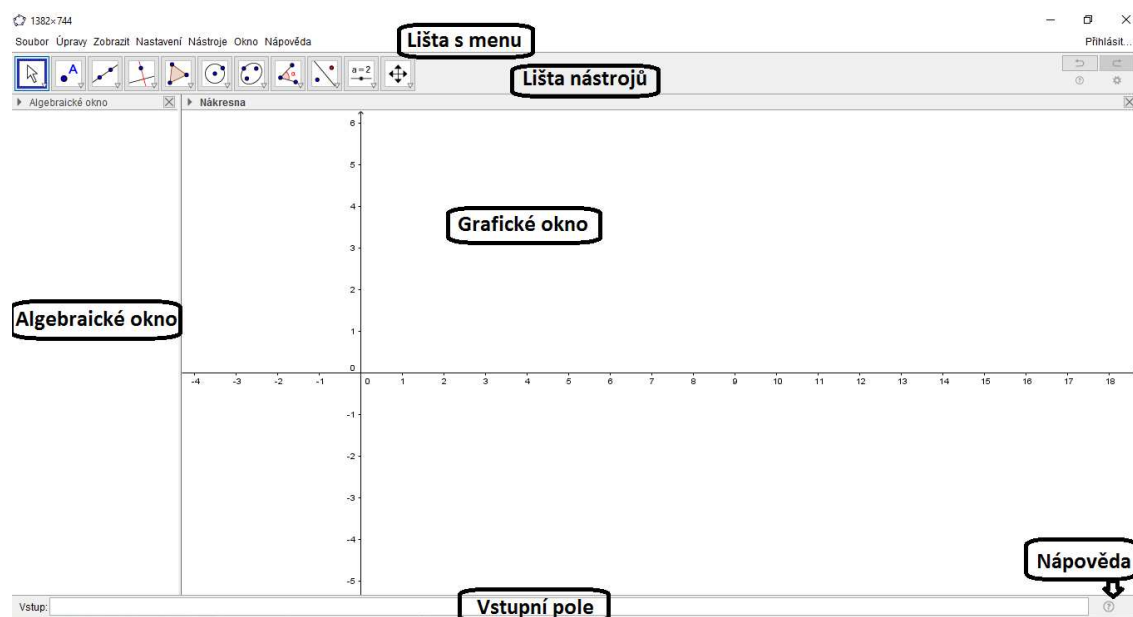 1382×744
Soubor Úpravy Zobrazit Nastavení Nástroje Okno Nápověda
Lišta s menu
Přihlásit...
A
a=2
Lišta nástrojů
Algebraické okno
Nákresna
6
5
4
3
2
1
0
-4 -3 -2 -1 0 1 2 3 4 5 6 7 8 9 10 11 12 13 14 15 16 17 18
-1
-2
-3
-4
-5
Grafické okno
Algebraické okno
Nápověda
Vstup:
Vstupní pole